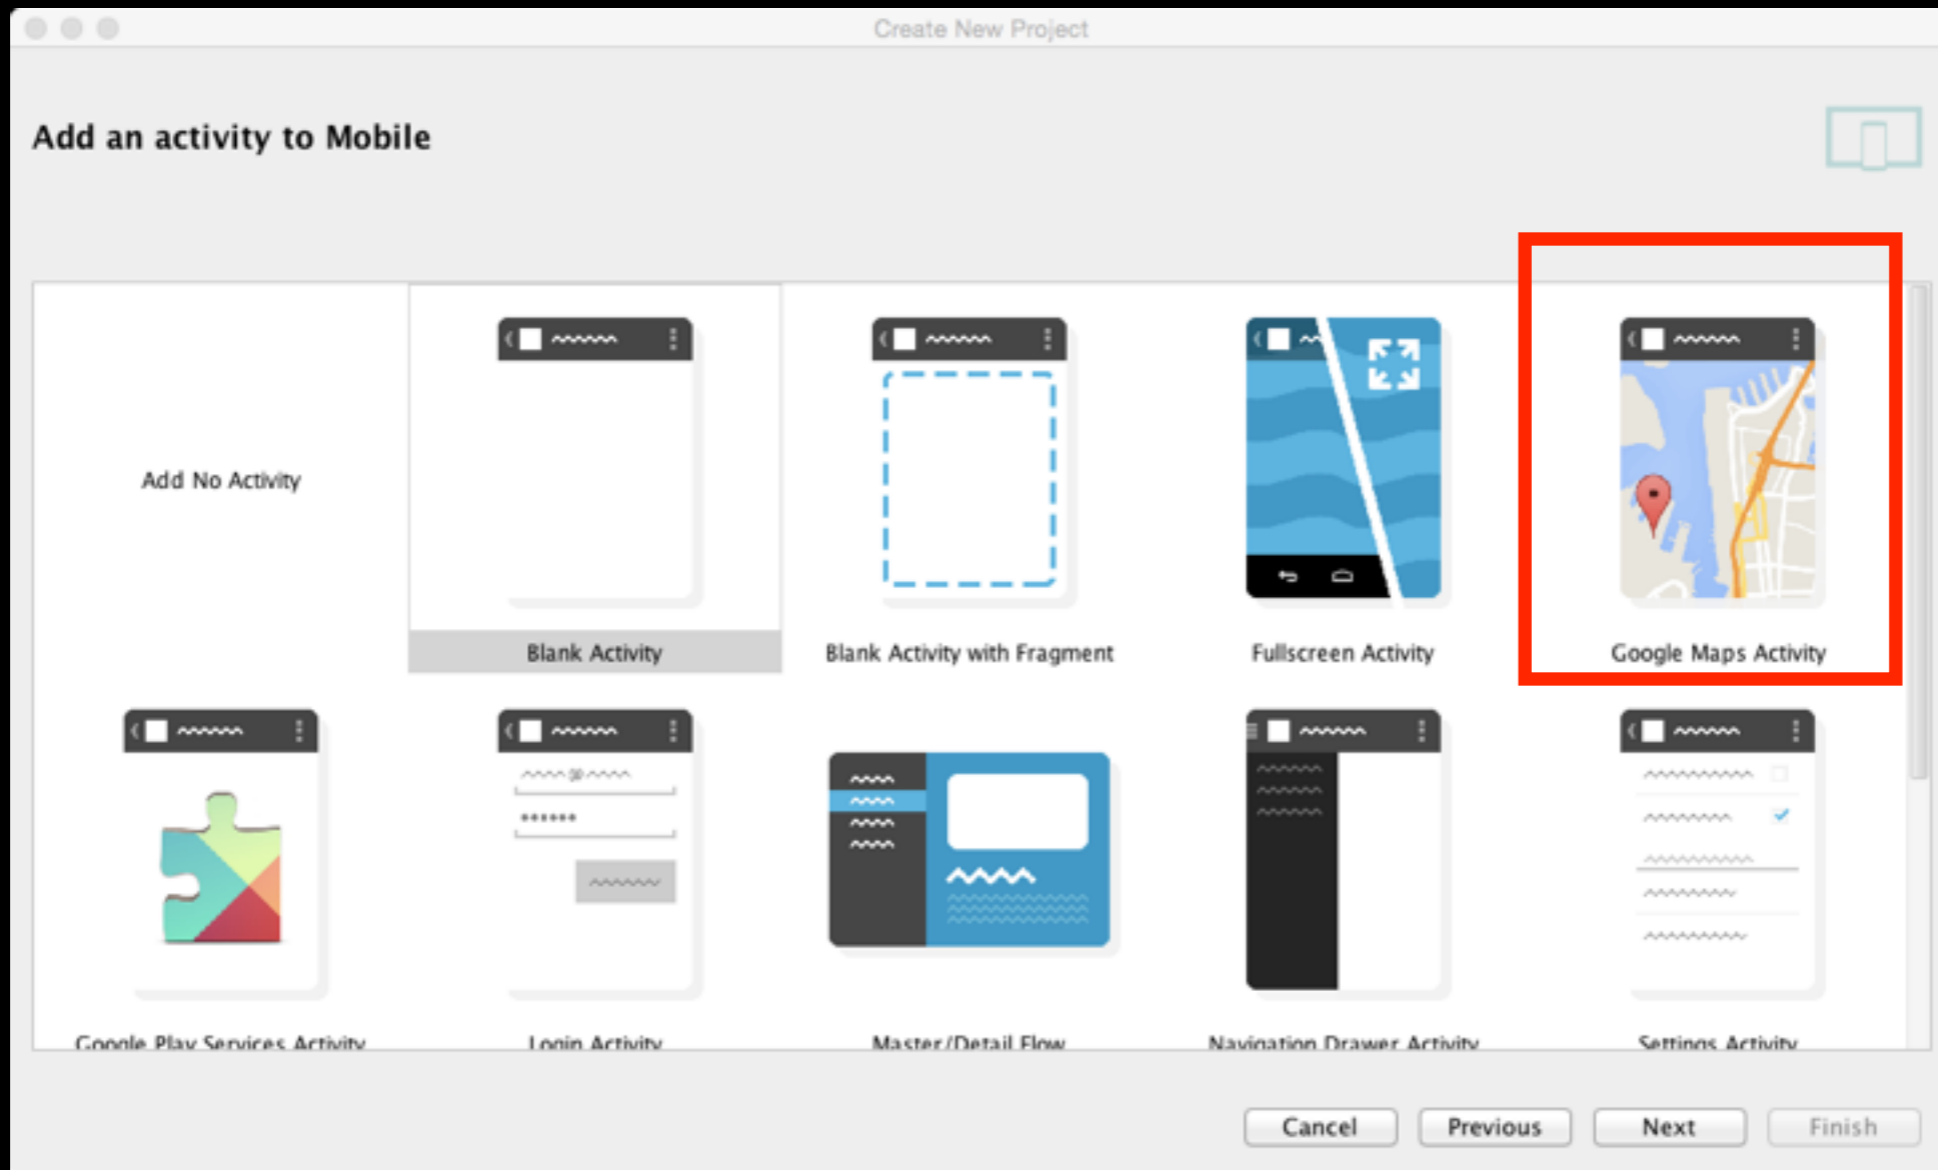 Create New Project
Add an activity to Mobile
Add No Activity
Blank Activity
Blank Activity with Fragment
Fullscreen Activity
Google Maps Activity
Google Play Services Activity
Login Activity
Master/Detail Flow
Navigation Drawer Activity
Settings Activity
Cancel
Previous
Next
Finish